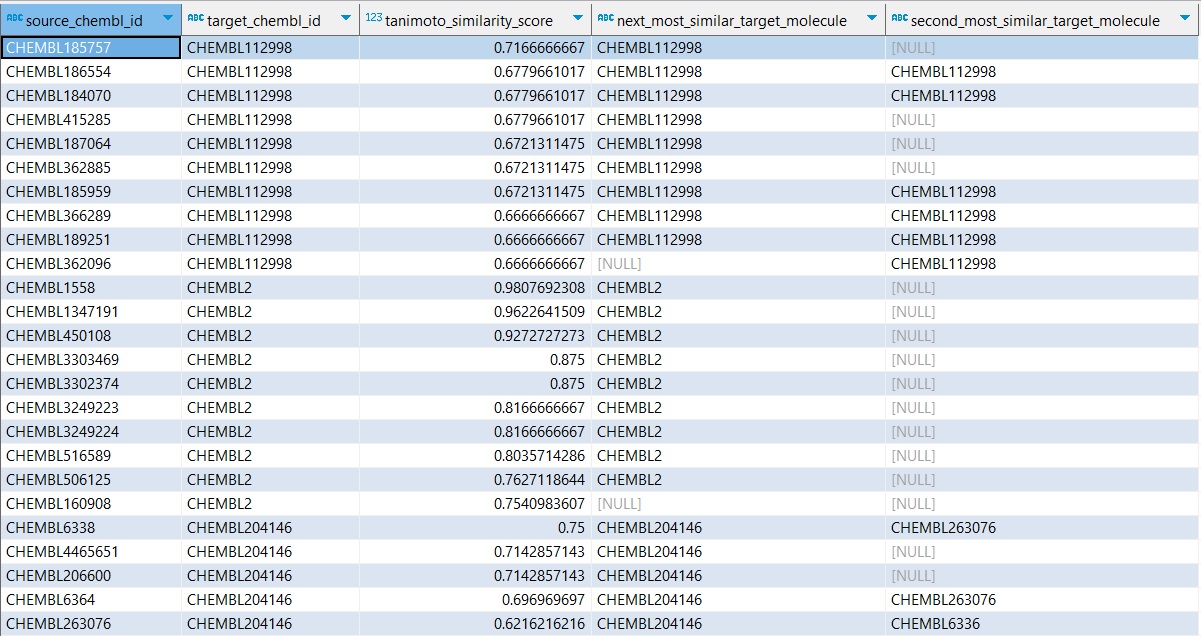 ABC source_chembl_id ABC target_chembl_id 123 tanimoto_similarity_score ABC next_most_similar_target_molecule ABC second_most_similar_target_molecule
CHEMBL185757 CHEMBL112998 0.7166666667 CHEMBL112998 [NULL]
CHEMBL186554 CHEMBL112998 0.6779661017 CHEMBL112998 CHEMBL112998
CHEMBL184070 CHEMBL112998 0.6779661017 CHEMBL112998 CHEMBL112998
CHEMBL415285 CHEMBL112998 0.6779661017 CHEMBL112998 [NULL]
CHEMBL187064 CHEMBL112998 0.6721311475 CHEMBL112998 [NULL]
CHEMBL362885 CHEMBL112998 0.6721311475 CHEMBL112998 [NULL]
CHEMBL185959 CHEMBL112998 0.6721311475 CHEMBL112998 CHEMBL112998
CHEMBL366289 CHEMBL112998 0.6666666667 CHEMBL112998 CHEMBL112998
CHEMBL189251 CHEMBL112998 0.6666666667 CHEMBL112998 CHEMBL112998
CHEMBL362096 CHEMBL112998 0.6666666667 [NULL] CHEMBL112998
CHEMBL1558 CHEMBL2 0.9807692308 CHEMBL2 [NULL]
CHEMBL1347191 CHEMBL2 0.9622641509 CHEMBL2 [NULL]
CHEMBL450108 CHEMBL2 0.9272727273 CHEMBL2 [NULL]
CHEMBL3303469 CHEMBL2 0.875 CHEMBL2 [NULL]
CHEMBL3302374 CHEMBL2 0.875 CHEMBL2 [NULL]
CHEMBL3249223 CHEMBL2 0.8166666667 CHEMBL2 [NULL]
CHEMBL3249224 CHEMBL2 0.8166666667 CHEMBL2 [NULL]
CHEMBL516589 CHEMBL2 0.8035714286 CHEMBL2 [NULL]
CHEMBL506125 CHEMBL2 0.7627118644 CHEMBL2 [NULL]
CHEMBL160908 CHEMBL2 0.7540983607 [NULL] [NULL]
CHEMBL6338 CHEMBL204146 0.75 CHEMBL204146 CHEMBL263076
CHEMBL4465651 CHEMBL204146 0.7142857143 CHEMBL204146 [NULL]
CHEMBL206600 CHEMBL204146 0.7142857143 CHEMBL204146 [NULL]
CHEMBL6364 CHEMBL204146 0.696969697 CHEMBL204146 CHEMBL263076
CHEMBL263076 CHEMBL204146 0.6216216216 CHEMBL204146 CHEMBL6336